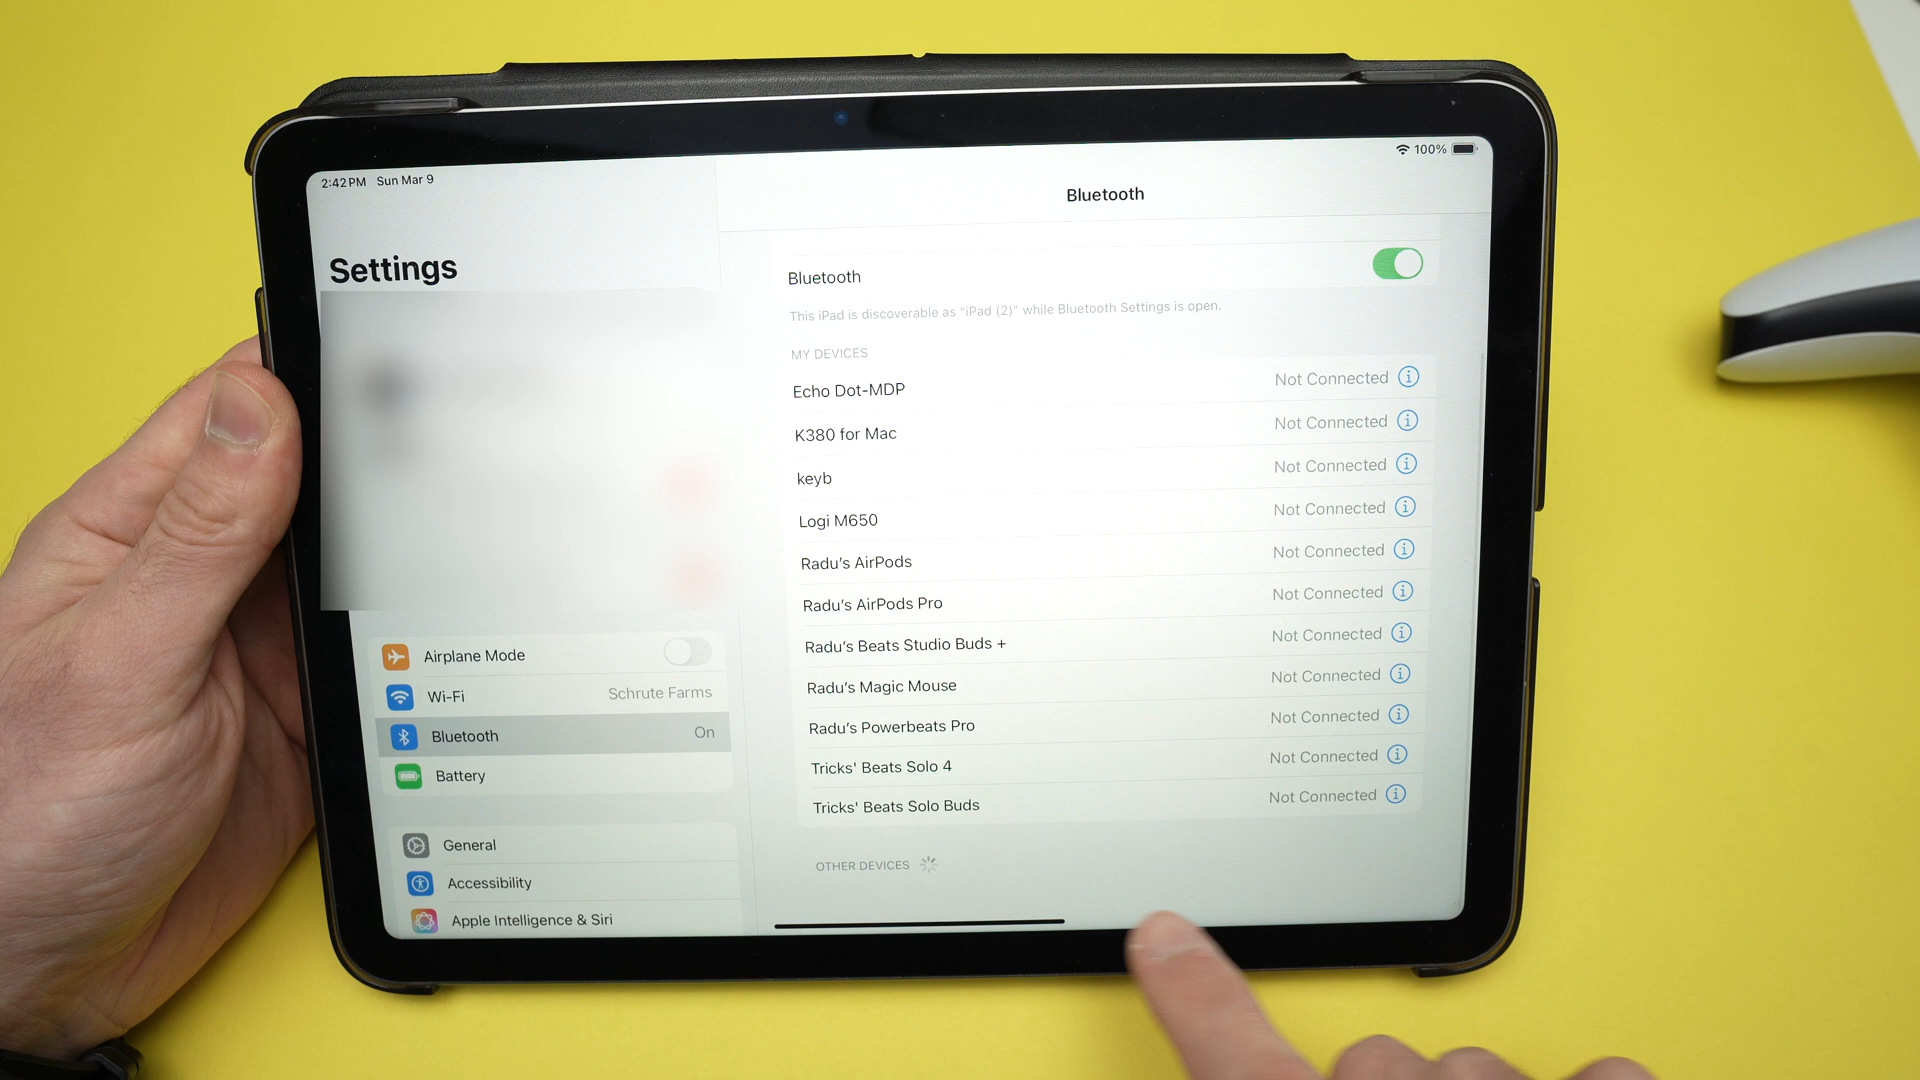 2:42 PM Sun Mar 9
100%
Settings
Airplane Mode
Wi-Fi Schrute Farms
Bluetooth On
Battery
General
Accessibility
Apple Intelligence & Siri
Bluetooth
Bluetooth
This iPad is discoverable as “iPad (2)” while Bluetooth Settings is open.
MY DEVICES
Echo Dot-MDP Not Connected
K380 for Mac Not Connected
keyb Not Connected
Logi M650 Not Connected
Radu’s AirPods Not Connected
Radu’s AirPods Pro Not Connected
Radu’s Beats Studio Buds + Not Connected
Radu’s Magic Mouse Not Connected
Radu’s Powerbeats Pro Not Connected
Tricks' Beats Solo 4 Not Connected
Tricks' Beats Solo Buds Not Connected
OTHER DEVICES